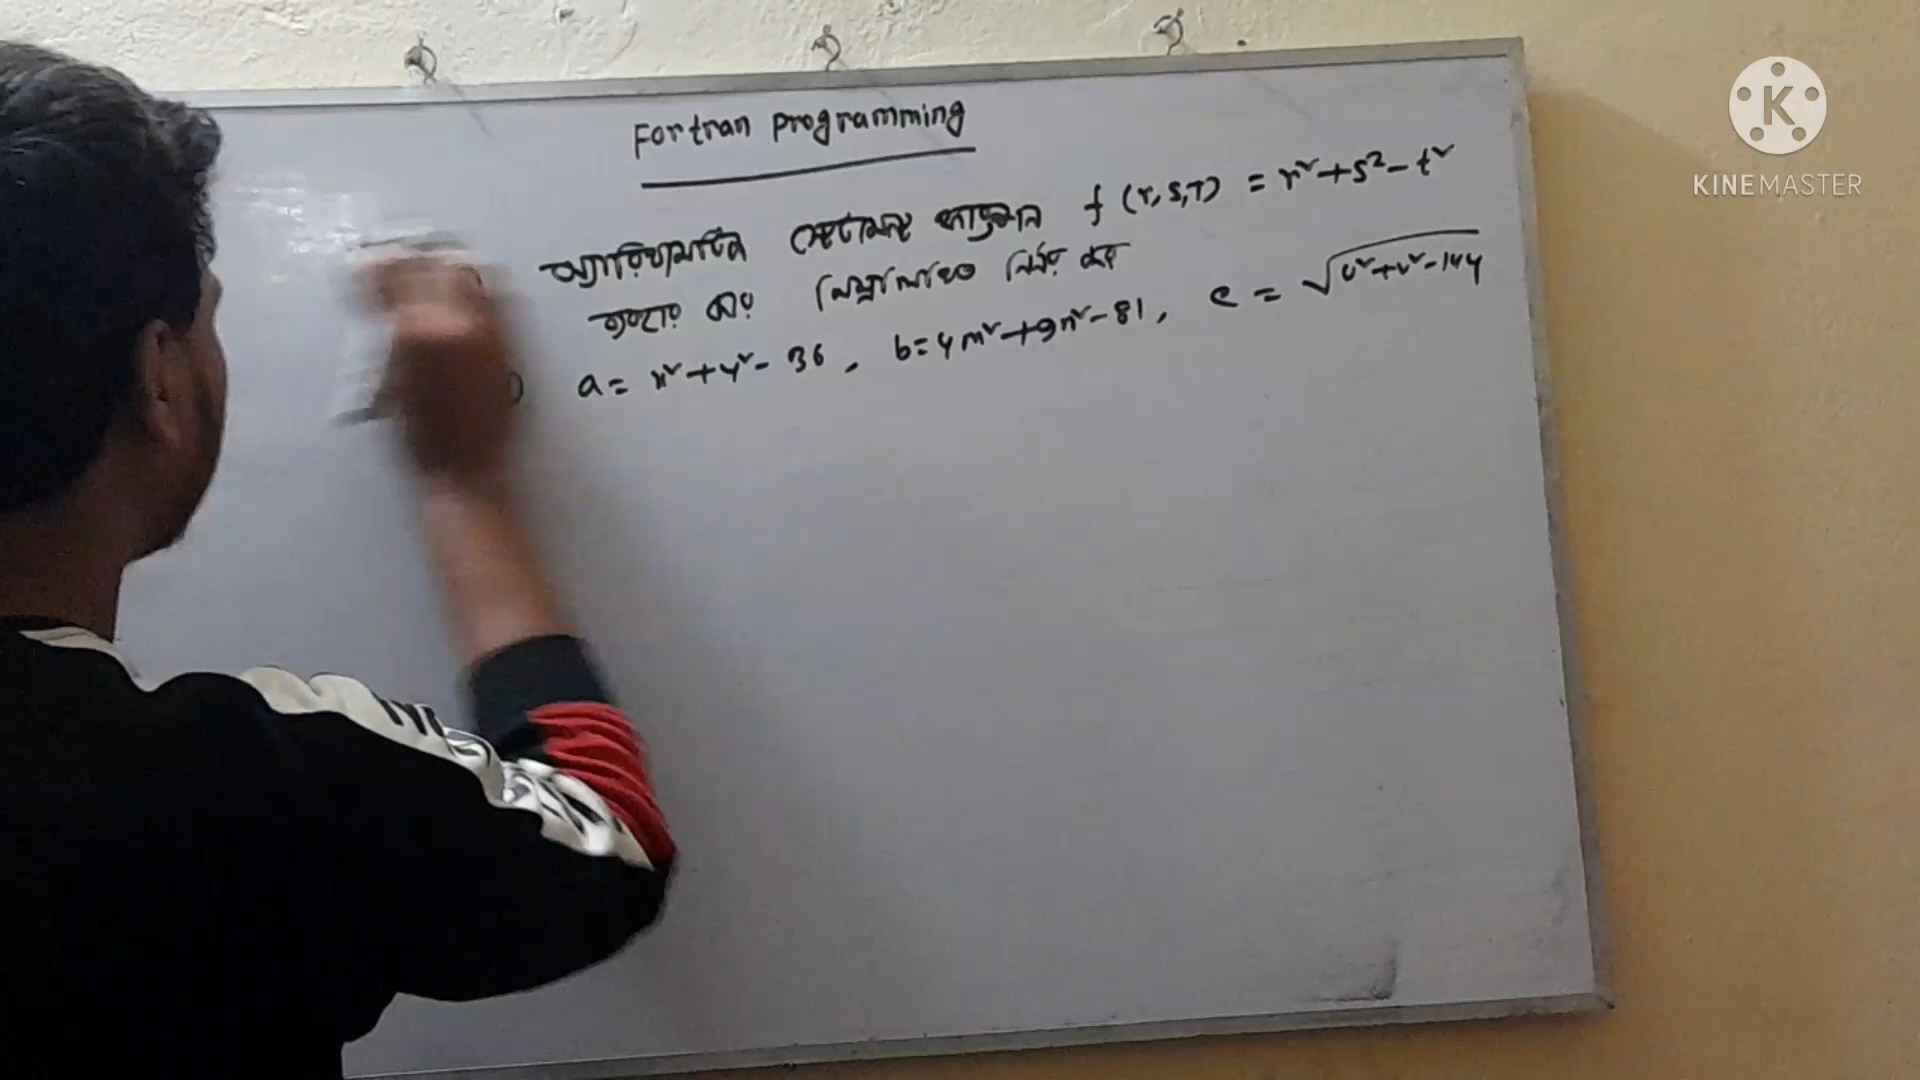 Fortran Programming
অ্যারিথমেটিক স্টেটমেন্ট ফাংশন f (r, s, T) = r² + s² - t²
ব্যবহার করে নিম্নলিখিত নির্ণয় কর
a = x² + y² - 36, b = 4m² + 9n² - 81, c = √u² + v² - 144
KINEMASTER